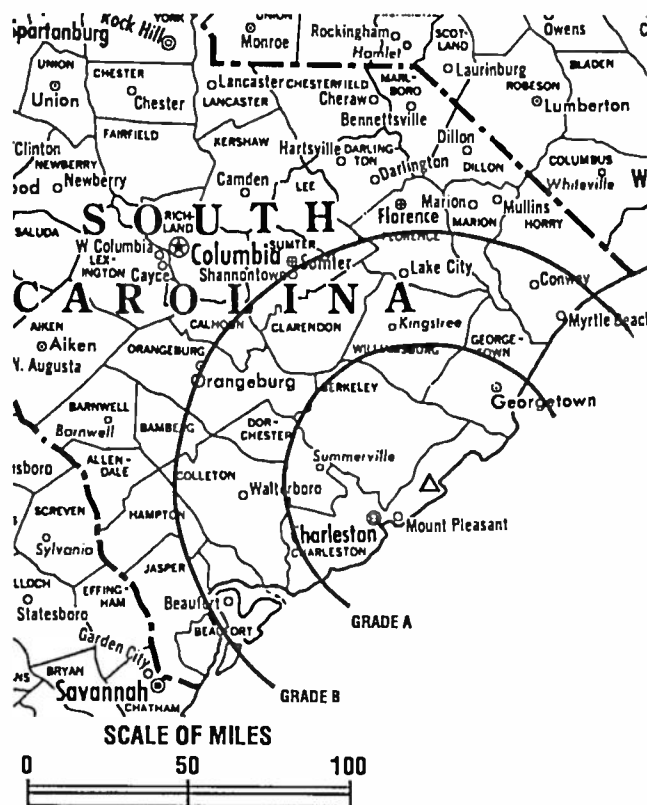 Spartanburg
YORK
Rock Hill
UNION
Monroe
Rockingham
Hamlet
SCOT-
LAND
Owens
UNION
Union
CHESTER
Chester
Lancaster
LANCASTER
CHESTERFIELD
Cheraw
MARL-
BORO
Bennettsville
Laurinburg
ROBESON
BLADEN
Lumberton
Clinton
NEWBERRY
Newberry
FAIRFIELD
KERSHAW
Camden
Hartsville
DARLING-
TON
LEE
Darlington
Dillon
DILLON
COLUMBUS
Whiteville
SOUTH
SALUDA
RICH-
LAND
W. Columbia
LEX-
INGTON
Cayce
Columbia
SUMTER
Sumter
Shannontown
Florence
FLORENCE
Marion
MARION
Mullins
HORRY
Lake City
Conway
CAROLINA
AIKEN
Aiken
N. Augusta
CALHOUN
CLARENDON
Kingstree
WILLIAMSBURG
GEORGE-
TOWN
Myrtle Beach
ORANGEBURG
Orangeburg
BERKELEY
Georgetown
BARNWELL
Barnwell
BAMBERG
DOR-
CHESTER
Summerville
ALLEN-
DALE
COLLETON
Walterboro
SCREVEN
Sylvania
HAMPTON
Charleston
CHARLESTON
Mount Pleasant
JASPER
EFFING-
HAM
Statesboro
Beaufort
BEAUFORT
GRADE A
Garden City
BRYAN
Savannah
CHATHAM
GRADE B
SCALE OF MILES
0 50 100